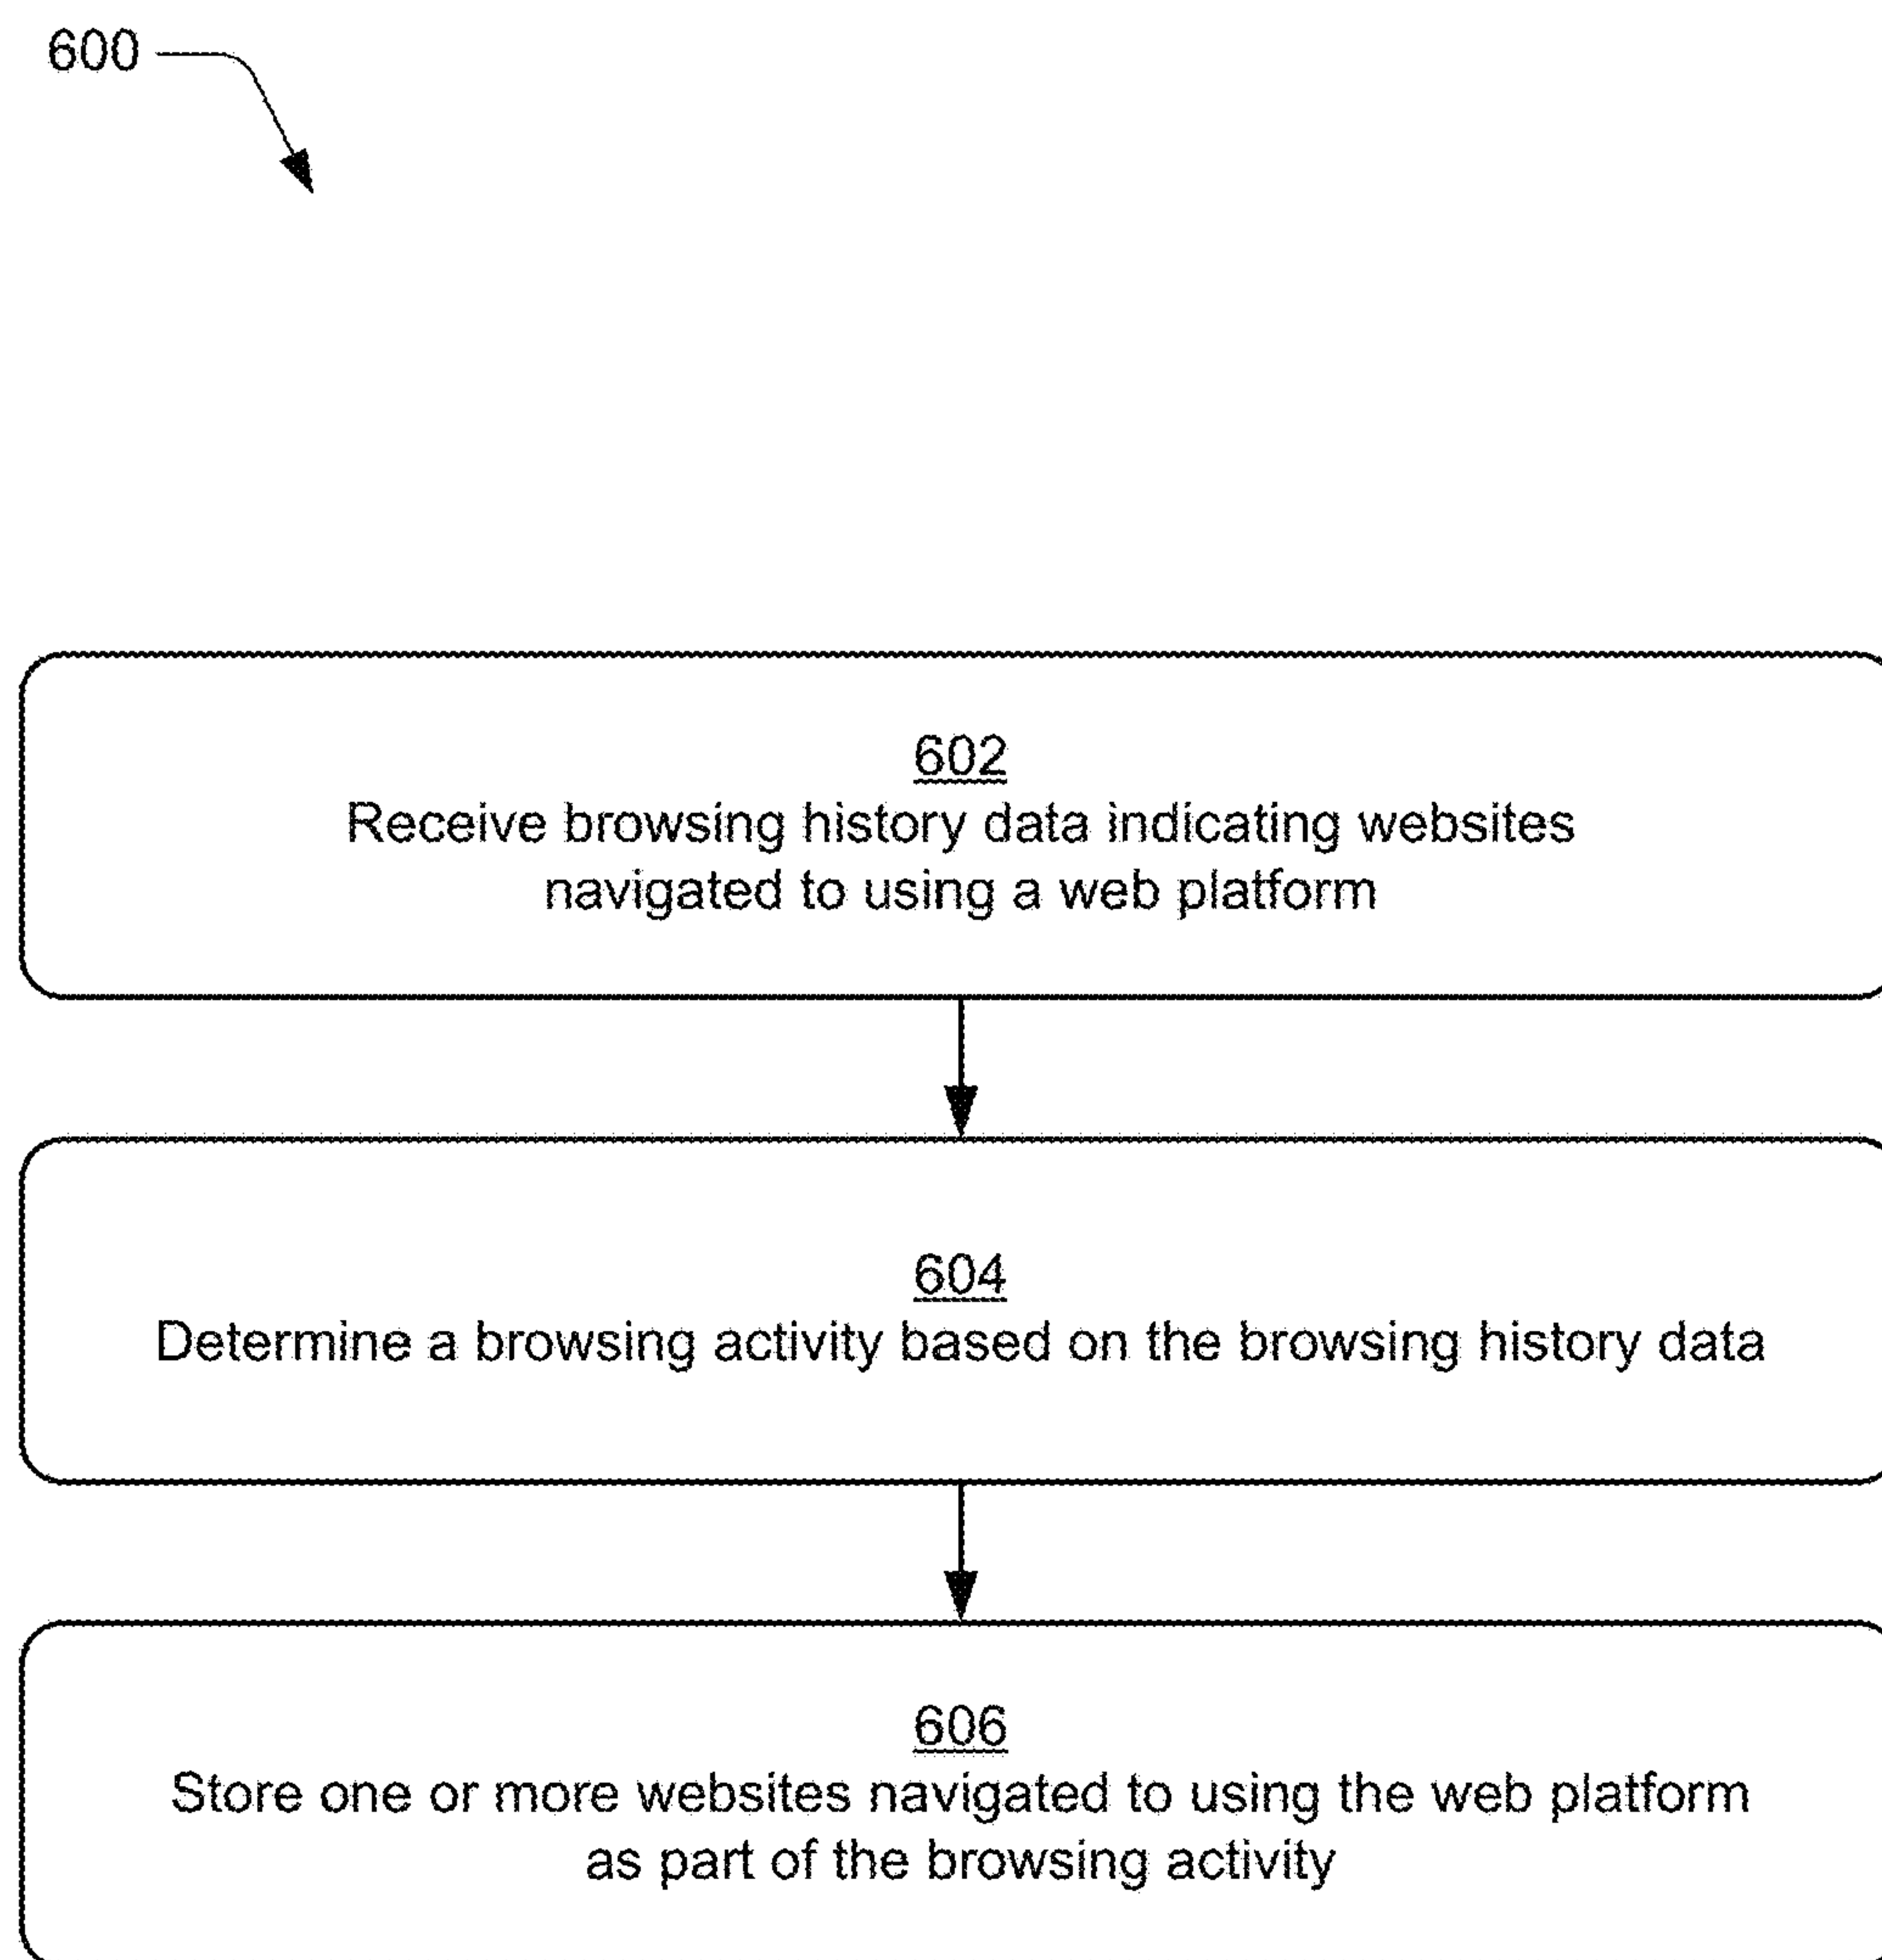 600
602
Receive browsing history data indicating websites
navigated to using a web platform
604
Determine a browsing activity based on the browsing history data
606
Store one or more websites navigated to using the web platform
as part of the browsing activity